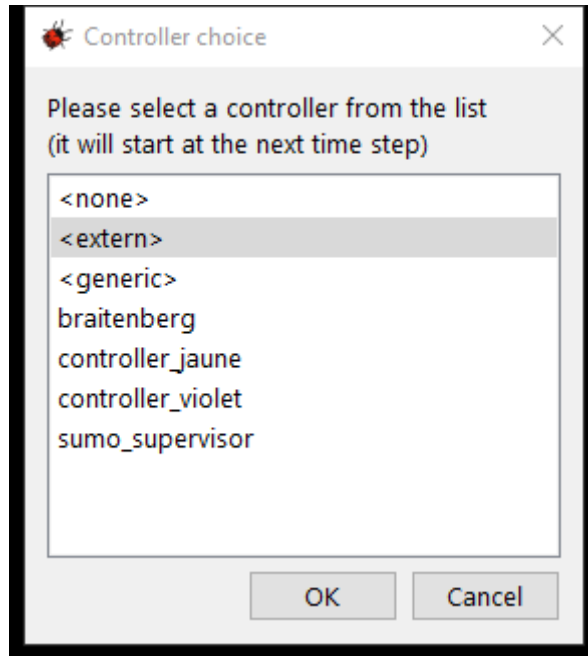 Controller choice
Please select a controller from the list
(it will start at the next time step)
<none>
<extern>
<generic>
braitenberg
controller_jaune
controller_violet
sumo_supervisor
OK
Cancel